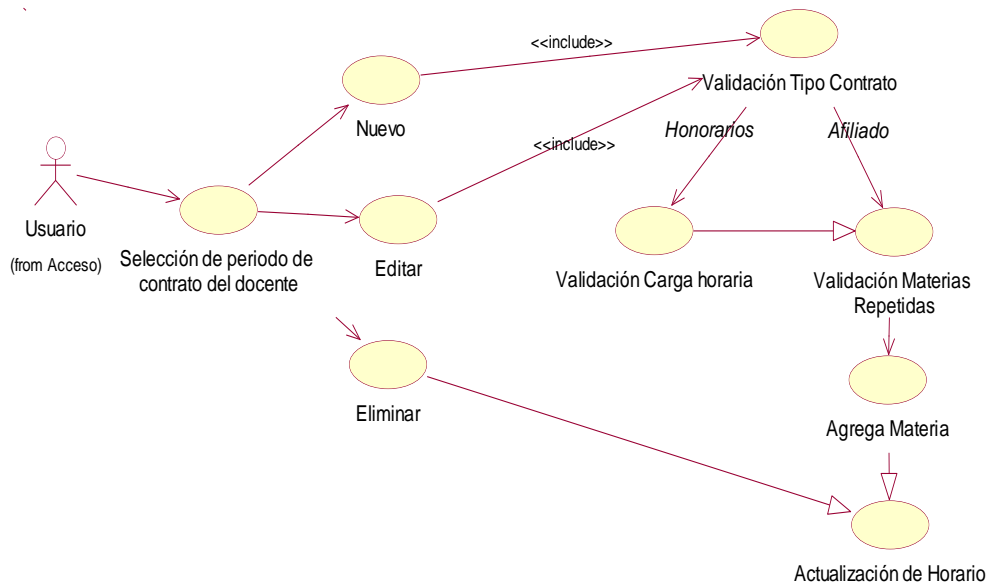 `
<<include>>
Validación Tipo Contrato
Nuevo
Honorarios
Afiliado
<<include>>
Usuario
(from Acceso)
Selección de periodo de
contrato del docente
Editar
Validación Carga horaria
Validación Materias
Repetidas
Eliminar
Agrega Materia
Actualización de Horario